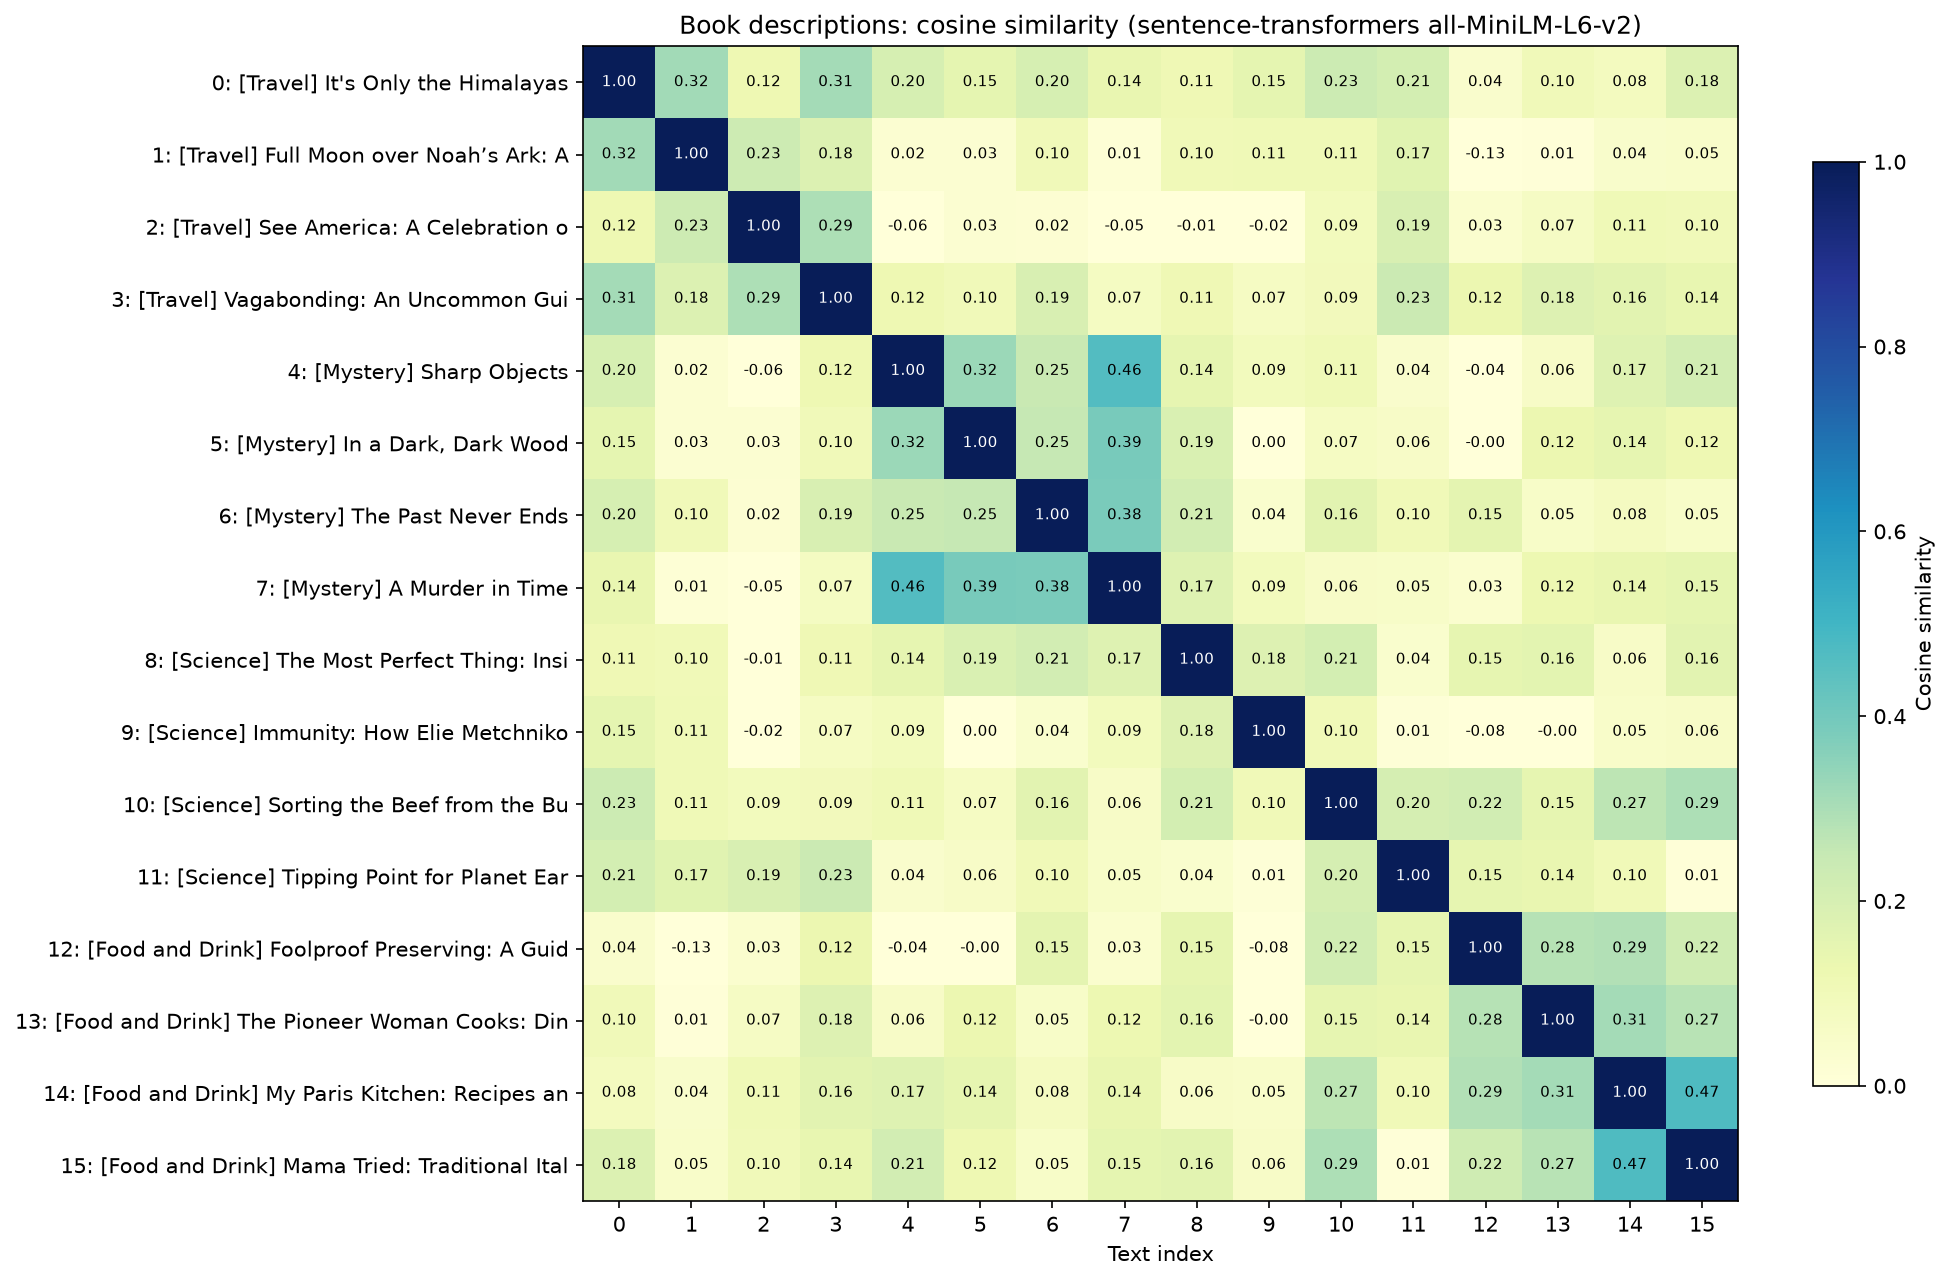 Book descriptions: cosine similarity (sentence-transformers all-MiniLM-L6-v2)
0: [Travel] It's Only the Himalayas 1.00 0.32 0.12 0.31 0.20 0.15 0.20 0.14 0.11 0.15 0.23 0.21 0.04 0.10 0.08 0.18
1: [Travel] Full Moon over Noah’s Ark: A 0.32 1.00 0.23 0.18 0.02 0.03 0.10 0.01 0.10 0.11 0.11 0.17 -0.13 0.01 0.04 0.05
2: [Travel] See America: A Celebration o 0.12 0.23 1.00 0.29 -0.06 0.03 0.02 -0.05 -0.01 -0.02 0.09 0.19 0.03 0.07 0.11 0.10
3: [Travel] Vagabonding: An Uncommon Gui 0.31 0.18 0.29 1.00 0.12 0.10 0.19 0.07 0.11 0.07 0.09 0.23 0.12 0.18 0.16 0.14
4: [Mystery] Sharp Objects 0.20 0.02 -0.06 0.12 1.00 0.32 0.25 0.46 0.14 0.09 0.11 0.04 -0.04 0.06 0.17 0.21
5: [Mystery] In a Dark, Dark Wood 0.15 0.03 0.03 0.10 0.32 1.00 0.25 0.39 0.19 0.00 0.07 0.06 -0.00 0.12 0.14 0.12
6: [Mystery] The Past Never Ends 0.20 0.10 0.02 0.19 0.25 0.25 1.00 0.38 0.21 0.04 0.16 0.10 0.15 0.05 0.08 0.05
7: [Mystery] A Murder in Time 0.14 0.01 -0.05 0.07 0.46 0.39 0.38 1.00 0.17 0.09 0.06 0.05 0.03 0.12 0.14 0.15
8: [Science] The Most Perfect Thing: Insi 0.11 0.10 -0.01 0.11 0.14 0.19 0.21 0.17 1.00 0.18 0.21 0.04 0.15 0.16 0.06 0.16
9: [Science] Immunity: How Elie Metchniko 0.15 0.11 -0.02 0.07 0.09 0.00 0.04 0.09 0.18 1.00 0.10 0.01 -0.08 -0.00 0.05 0.06
10: [Science] Sorting the Beef from the Bu 0.23 0.11 0.09 0.09 0.11 0.07 0.16 0.06 0.21 0.10 1.00 0.20 0.22 0.15 0.27 0.29
11: [Science] Tipping Point for Planet Ear 0.21 0.17 0.19 0.23 0.04 0.06 0.10 0.05 0.04 0.01 0.20 1.00 0.15 0.14 0.10 0.01
12: [Food and Drink] Foolproof Preserving: A Guid 0.04 -0.13 0.03 0.12 -0.04 -0.00 0.15 0.03 0.15 -0.08 0.22 0.15 1.00 0.28 0.29 0.22
13: [Food and Drink] The Pioneer Woman Cooks: Din 0.10 0.01 0.07 0.18 0.06 0.12 0.05 0.12 0.16 -0.00 0.15 0.14 0.28 1.00 0.31 0.27
14: [Food and Drink] My Paris Kitchen: Recipes an 0.08 0.04 0.11 0.16 0.17 0.14 0.08 0.14 0.06 0.05 0.27 0.10 0.29 0.31 1.00 0.47
15: [Food and Drink] Mama Tried: Traditional Ital 0.18 0.05 0.10 0.14 0.21 0.12 0.05 0.15 0.16 0.06 0.29 0.01 0.22 0.27 0.47 1.00
0 1 2 3 4 5 6 7 8 9 10 11 12 13 14 15
Text index
1.0
0.8
0.6
0.4
0.2
0.0
Cosine similarity